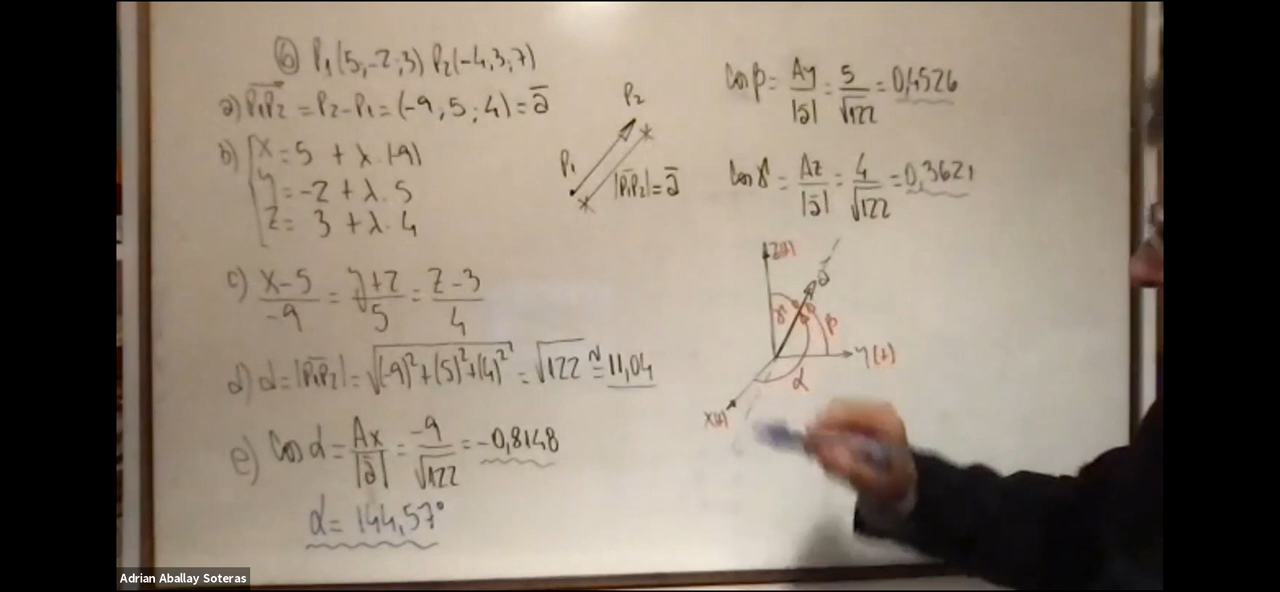 ⑥ P₁(5,-2,3) P₂(-4,3,7)
a) P₁P₂ = P₂-P₁ = (-9, 5, 4) = a
b) { x = 5 + λ.(-9)
y = -2 + λ. 5
z = 3 + λ. 4
c) x-5/-9 = y+2/5 = z-3/4
d) d = |P₁P₂| = √(-9)²+(5)²+(4)² = √122 ≅ 11,04
e) Cos α = Ax/|a| = -9/√122 = -0,8148
α = 144,57°
P₂
P₁
|P₁P₂| = a
Cos β = Ay/|a| = 5/√122 = 0,4526
Cos γ = Az/|a| = 4/√122 = 0,3621
Z(+)
a
γ
β
y(+)
α
X(+)
Adrian Aballay Soteras